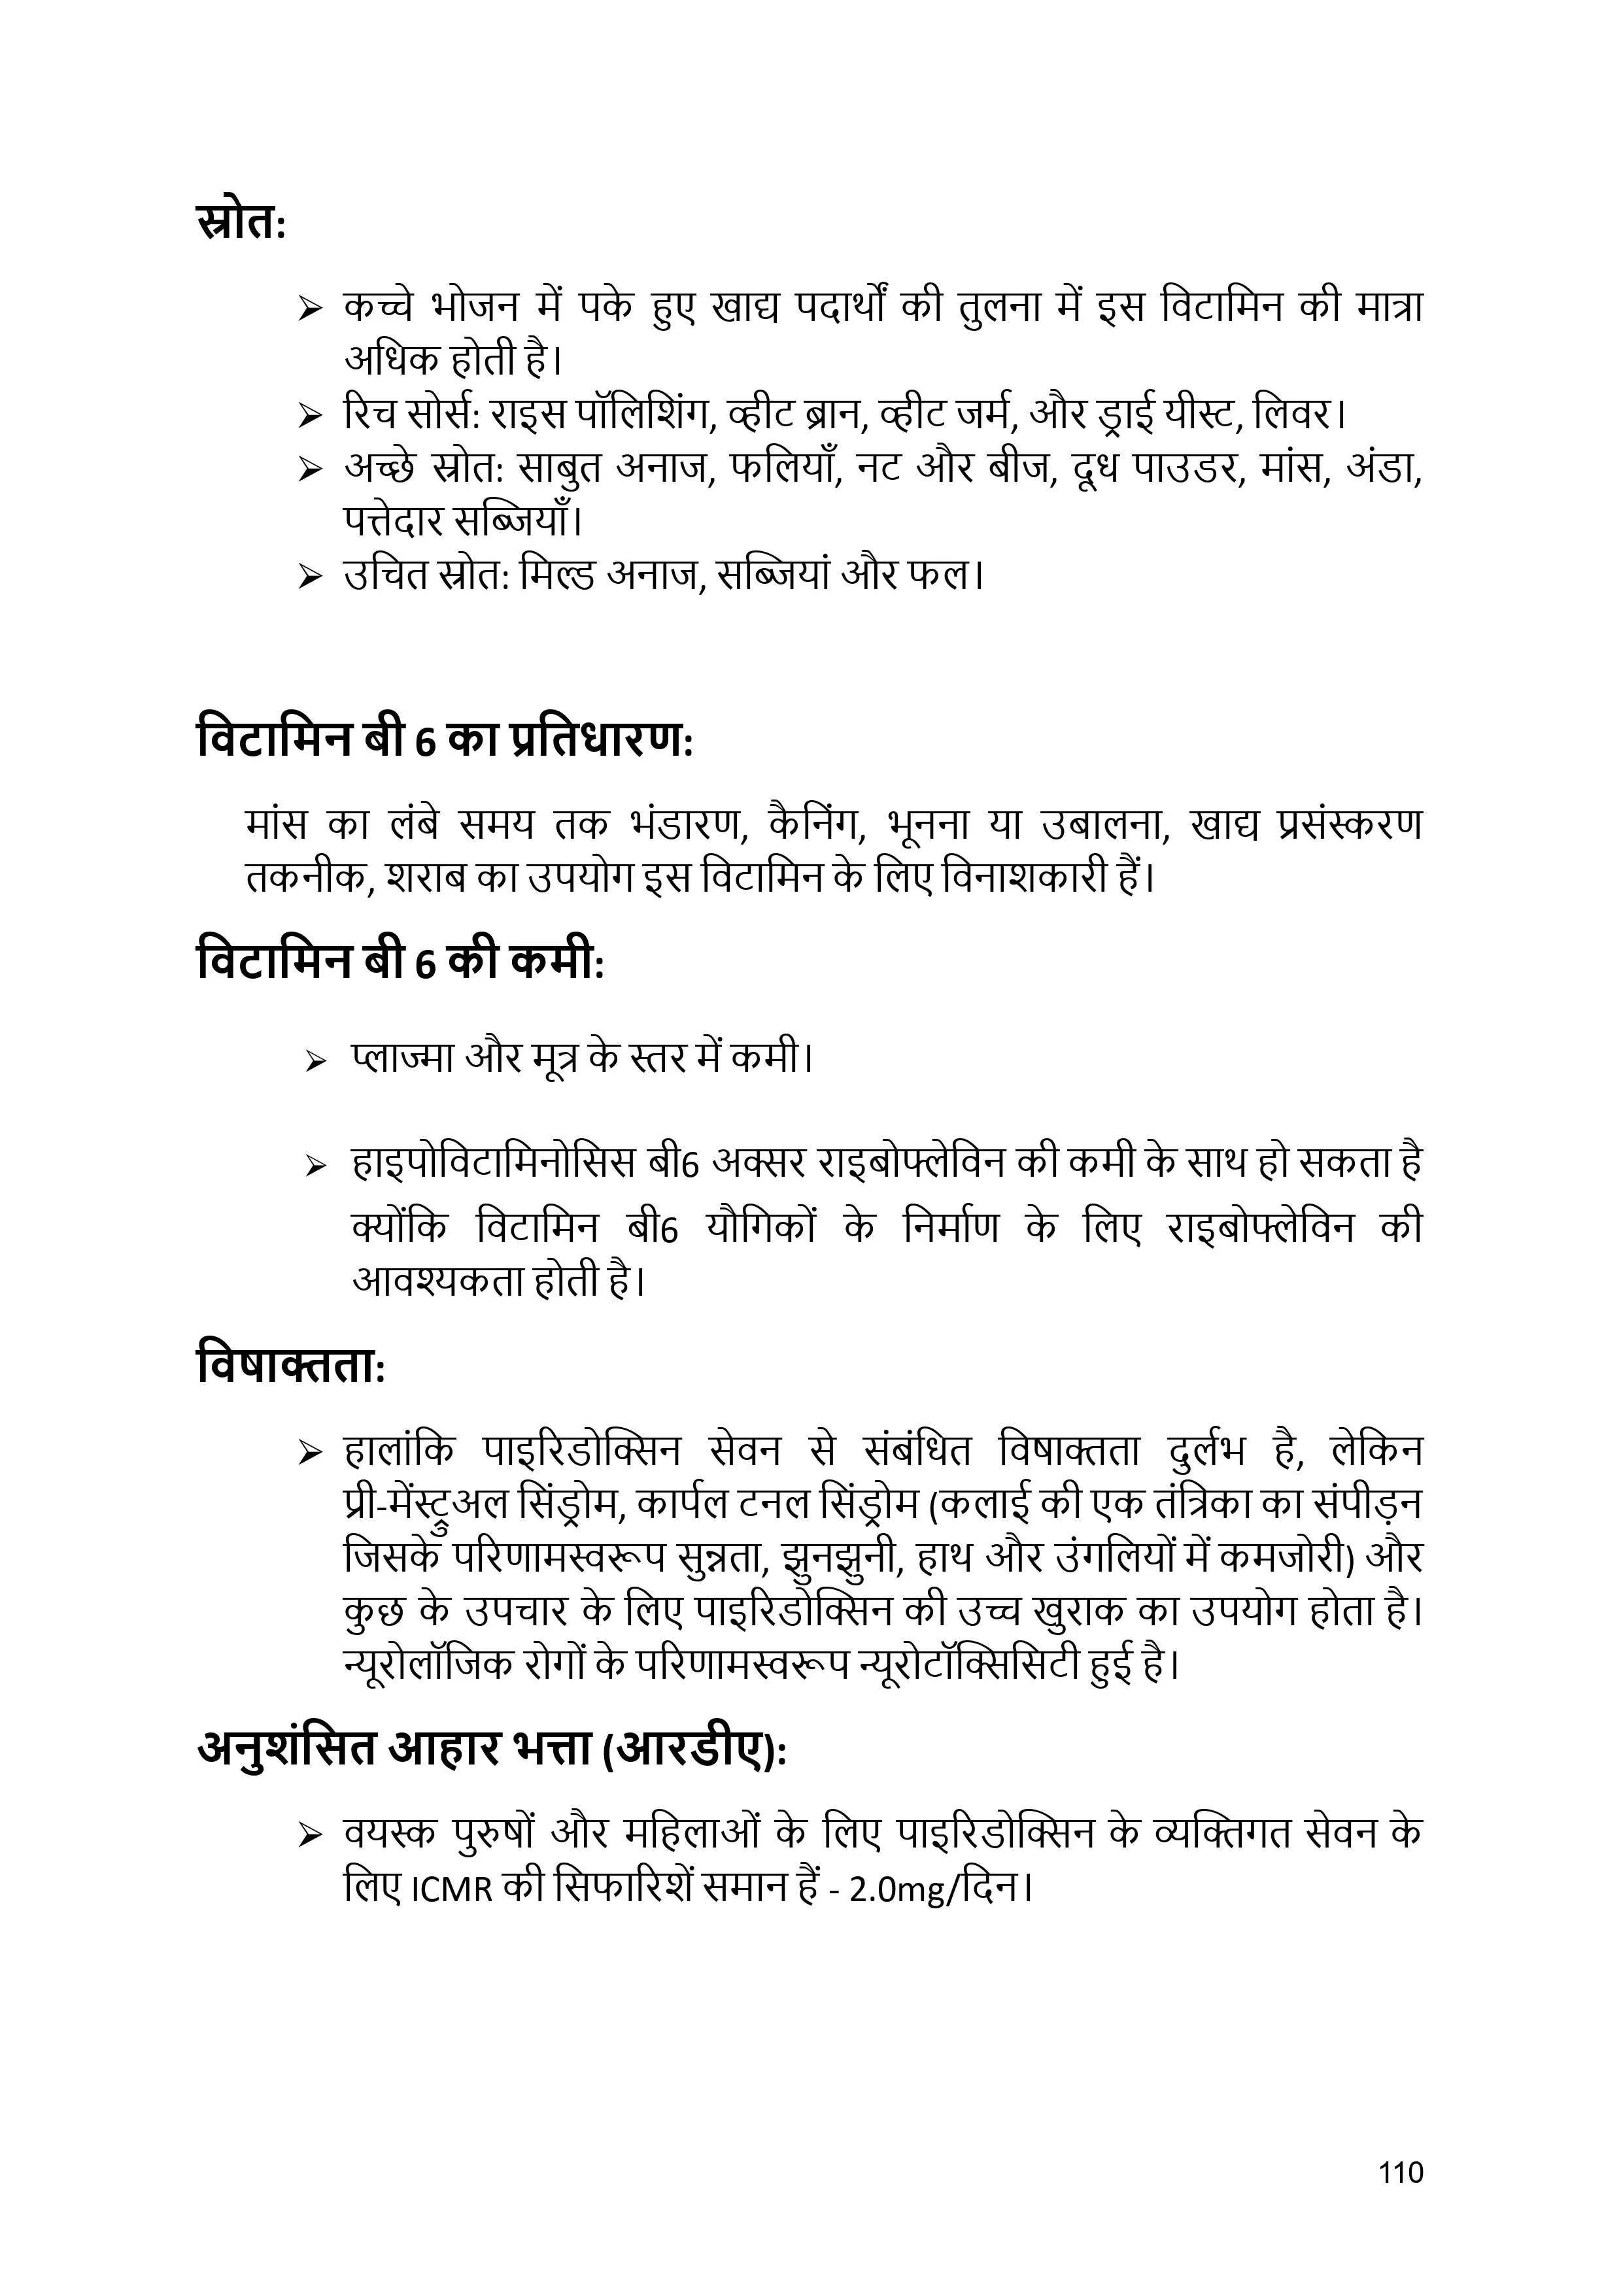 स्रोत:
➢ कच्चे भोजन में पके हुए खाद्य पदार्थों की तुलना में इस विटामिन की मात्रा
अधिक होती है।
➢ रिच सोर्स: राइस पॉलिशिंग, व्हीट ब्रान, व्हीट जर्म, और ड्राई यीस्ट, लिवर।
➢ अच्छे स्रोत: साबुत अनाज, फलियाँ, नट और बीज, दूध पाउडर, मांस, अंडा,
पत्तेदार सब्जियाँ।
➢ उचित स्रोत: मिल्ड अनाज, सब्जियां और फल।
विटामिन बी 6 का प्रतिधारण:
मांस का लंबे समय तक भंडारण, कैनिंग, भूनना या उबालना, खाद्य प्रसंस्करण
तकनीक, शराब का उपयोग इस विटामिन के लिए विनाशकारी हैं।
विटामिन बी 6 की कमी:
➢ प्लाज्मा और मूत्र के स्तर में कमी।
➢ हाइपोविटामिनोसिस बी6 अक्सर राइबोफ्लेविन की कमी के साथ हो सकता है
क्योंकि विटामिन बी6 यौगिकों के निर्माण के लिए राइबोफ्लेविन की
आवश्यकता होती है।
विषाक्तता:
➢ हालांकि पाइरिडोक्सिन सेवन से संबंधित विषाक्तता दुर्लभ है, लेकिन
प्री-मेंस्ट्रुअल सिंड्रोम, कार्पल टनल सिंड्रोम (कलाई की एक तंत्रिका का संपीड़न
जिसके परिणामस्वरूप सुन्नता, झुनझुनी, हाथ और उंगलियों में कमजोरी) और
कुछ के उपचार के लिए पाइरिडोक्सिन की उच्च खुराक का उपयोग होता है।
न्यूरोलॉजिक रोगों के परिणामस्वरूप न्यूरोटॉक्सिसिटी हुई है।
अनुशंसित आहार भत्ता (आरडीए):
➢ वयस्क पुरुषों और महिलाओं के लिए पाइरिडोक्सिन के व्यक्तिगत सेवन के
लिए ICMR की सिफारिशें समान हैं - 2.0mg/दिन।
110